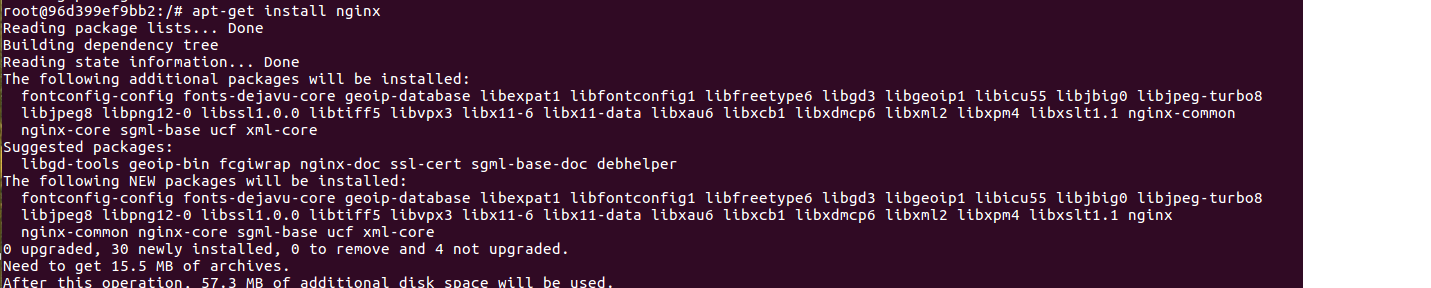 root@96d399ef9bb2:/# apt-get install nginx
Reading package lists... Done
Building dependency tree
Reading state information... Done
The following additional packages will be installed:
  fontconfig-config fonts-dejavu-core geoip-database libexpat1 libfontconfig1 libfreetype6 libgd3 libgeoip1 libicu55 libjbig0 libjpeg-turbo8
  libjpeg8 libpng12-0 libssl1.0.0 libtiff5 libvpx3 libx11-6 libx11-data libxau6 libxcb1 libxdmcp6 libxml2 libxpm4 libxslt1.1 nginx-common
  nginx-core sgml-base ucf xml-core
Suggested packages:
  libgd-tools geoip-bin fcgiwrap nginx-doc ssl-cert sgml-base-doc debhelper
The following NEW packages will be installed:
  fontconfig-config fonts-dejavu-core geoip-database libexpat1 libfontconfig1 libfreetype6 libgd3 libgeoip1 libicu55 libjbig0 libjpeg-turbo8
  libjpeg8 libpng12-0 libssl1.0.0 libtiff5 libvpx3 libx11-6 libx11-data libxau6 libxcb1 libxdmcp6 libxml2 libxpm4 libxslt1.1 nginx
  nginx-common nginx-core sgml-base ucf xml-core
0 upgraded, 30 newly installed, 0 to remove and 4 not upgraded.
Need to get 15.5 MB of archives.
After this operation, 57.3 MB of additional disk space will be used.